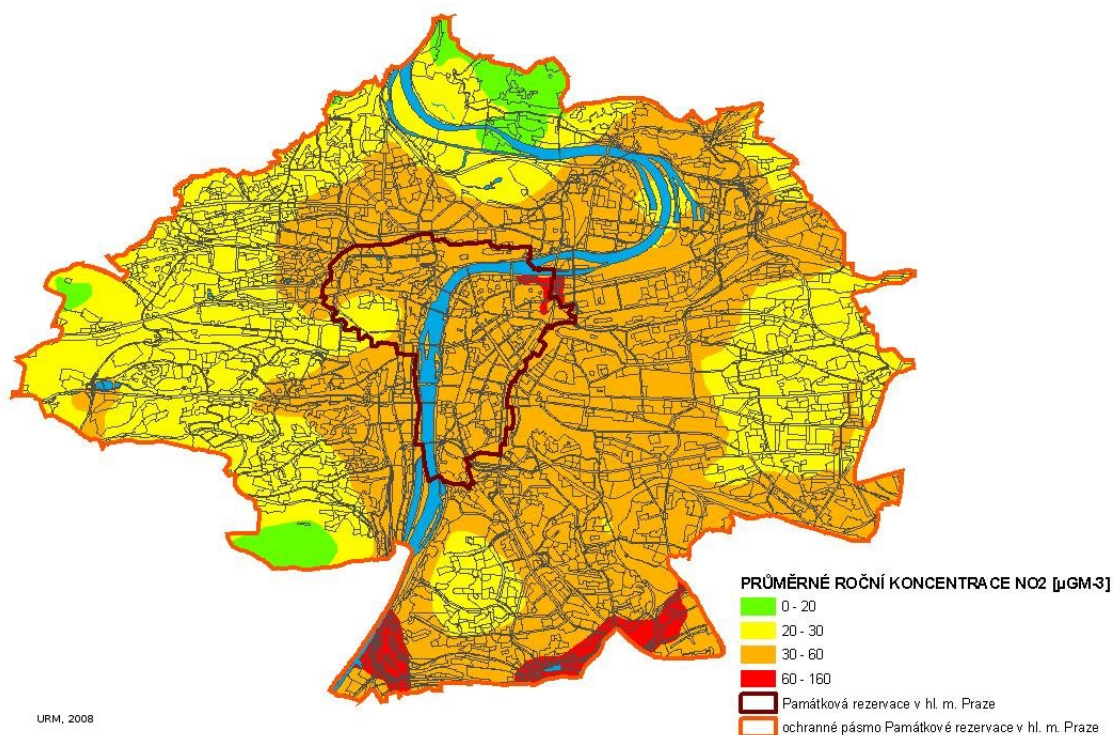 PRŮMĚRNÉ ROČNÍ KONCENTRACE NO2 [µGM-3]
0 - 20
20 - 30
30 - 60
60 - 160
Památková rezervace v hl. m. Praze
ochranné pásmo Památkové rezervace v hl. m. Praze
URM, 2008